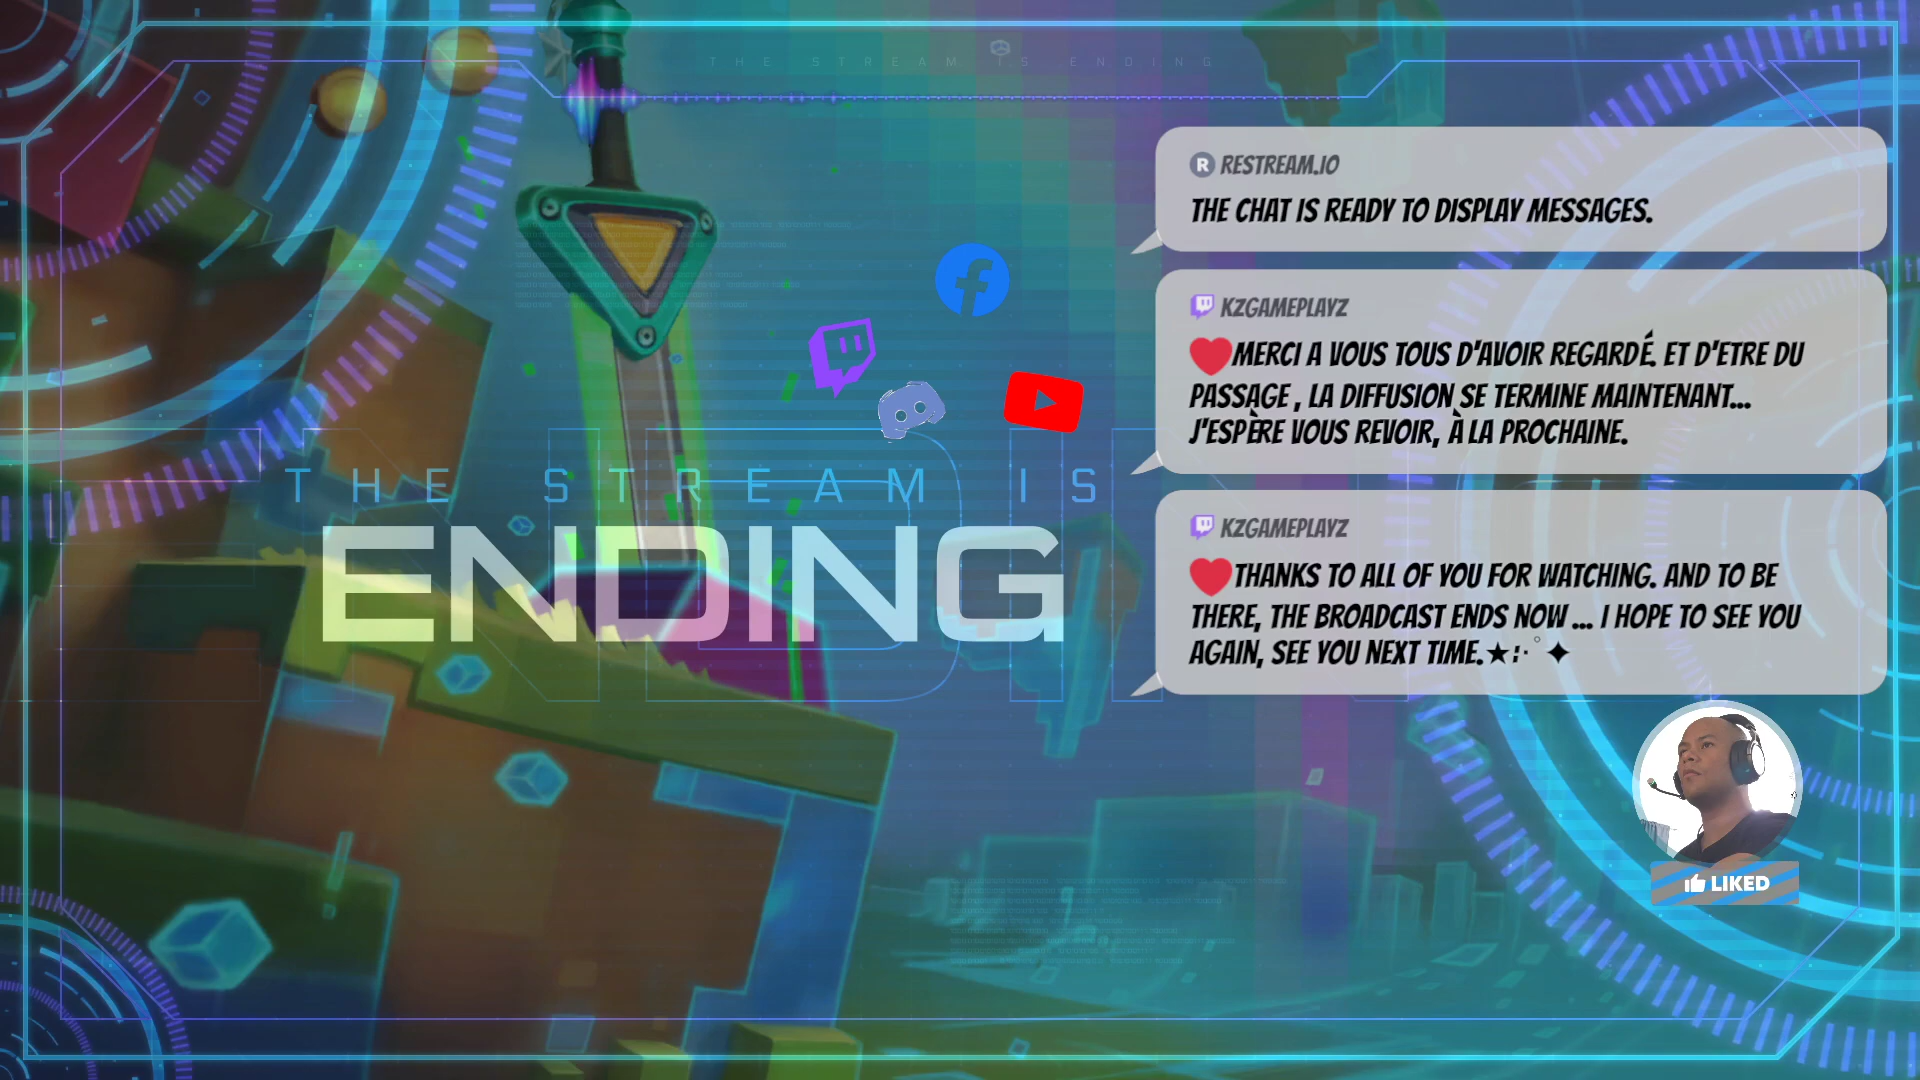 THE STREAM IS ENDING
RESTREAM.IO
THE CHAT IS READY TO DISPLAY MESSAGES.
KZGAMEPLAYZ
❤MERCI A VOUS TOUS D'AVOIR REGARDÉ. ET D'ETRE DU
PASSAGE , LA DIFFUSION SE TERMINE MAINTENANT...
J'ESPÈRE VOUS REVOIR, À LA PROCHAINE.
THE STREAM IS
ENDING
KZGAMEPLAYZ
❤THANKS TO ALL OF YOU FOR WATCHING. AND TO BE
THERE, THE BROADCAST ENDS NOW ... I HOPE TO SEE YOU
AGAIN, SEE YOU NEXT TIME.★:·˚✦
LIKED